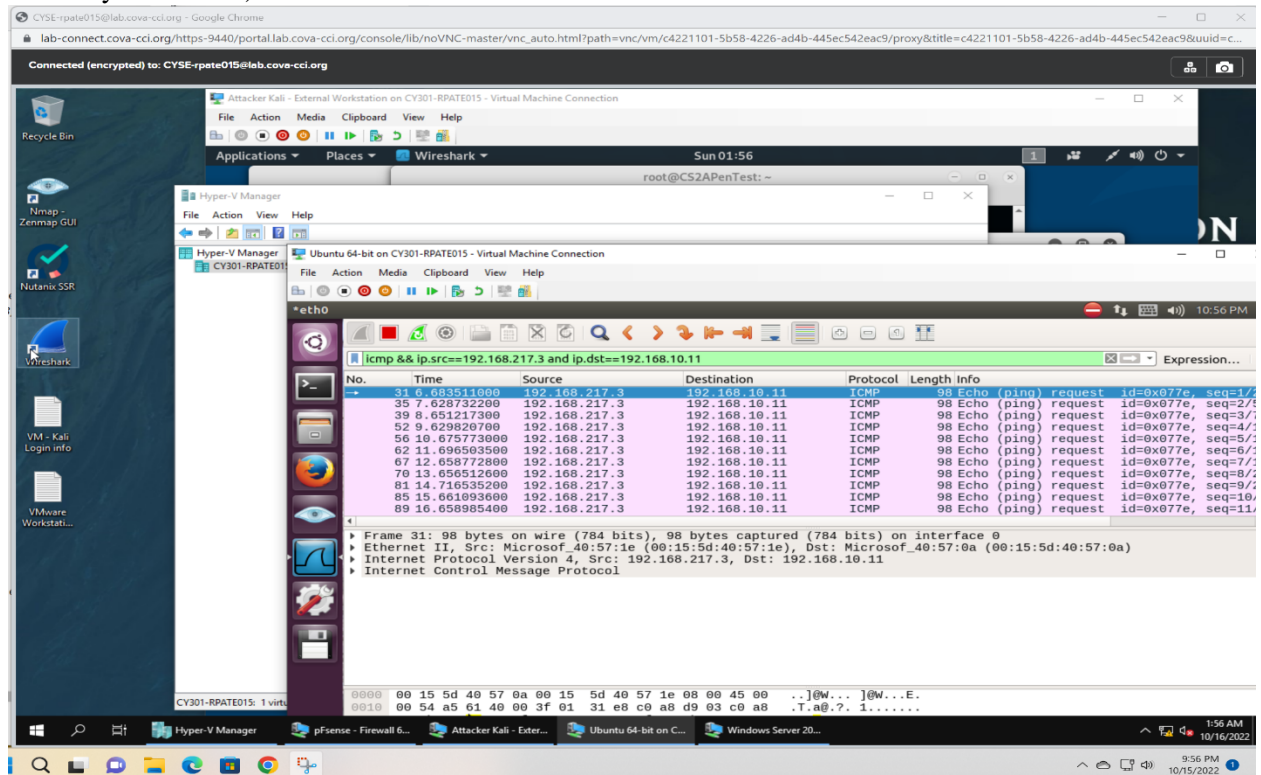 CYSE-rpate015@lab.cova-cci.org - Google Chrome
lab-connect.cova-cci.org/https-9440/portal.lab.cova-cci.org/console/lib/noVNC-master/vnc_auto.html?path=vnc/vm/c4221101-5b58-4226-ad4b-445ec542eac9/proxy&title=c4221101-5b58-4226-ad4b-445ec542eac9&uuid=c...
Connected (encrypted) to: CYSE-rpate015@lab.cova-cci.org
Recycle Bin
Attacker Kali - External Workstation on CY301-RPATE015 - Virtual Machine Connection
File Action Media Clipboard View Help
Applications Places Wireshark Sun 01:56 1
root@CS2APenTest: ~
Nmap -
Zenmap GUI
Hyper-V Manager
File Action View Help
Hyper-V Manager
CY301-RPATE01
ON
Nutanix SSR
Ubuntu 64-bit on CY301-RPATE015 - Virtual Machine Connection
File Action Media Clipboard View Help
*eth0 10:56 PM
Wireshark
icmp && ip.src==192.168.217.3 and ip.dst==192.168.10.11 Expression...
No. Time Source Destination Protocol Length Info
31 6.683511000 192.168.217.3 192.168.10.11 ICMP 98 Echo (ping) request id=0x077e, seq=1/2
35 7.628732200 192.168.217.3 192.168.10.11 ICMP 98 Echo (ping) request id=0x077e, seq=2/5
39 8.651217300 192.168.217.3 192.168.10.11 ICMP 98 Echo (ping) request id=0x077e, seq=3/7
52 9.629820700 192.168.217.3 192.168.10.11 ICMP 98 Echo (ping) request id=0x077e, seq=4/1
56 10.675773000 192.168.217.3 192.168.10.11 ICMP 98 Echo (ping) request id=0x077e, seq=5/1
62 11.696503500 192.168.217.3 192.168.10.11 ICMP 98 Echo (ping) request id=0x077e, seq=6/1
67 12.658772800 192.168.217.3 192.168.10.11 ICMP 98 Echo (ping) request id=0x077e, seq=7/1
70 13.656512600 192.168.217.3 192.168.10.11 ICMP 98 Echo (ping) request id=0x077e, seq=8/2
81 14.716535200 192.168.217.3 192.168.10.11 ICMP 98 Echo (ping) request id=0x077e, seq=9/2
85 15.661093600 192.168.217.3 192.168.10.11 ICMP 98 Echo (ping) request id=0x077e, seq=10/
89 16.658985400 192.168.217.3 192.168.10.11 ICMP 98 Echo (ping) request id=0x077e, seq=11/
VM - Kali
Login info
VMware
Workstati...
Frame 31: 98 bytes on wire (784 bits), 98 bytes captured (784 bits) on interface 0
Ethernet II, Src: Microsof_40:57:1e (00:15:5d:40:57:1e), Dst: Microsof_40:57:0a (00:15:5d:40:57:0a)
Internet Protocol Version 4, Src: 192.168.217.3, Dst: 192.168.10.11
Internet Control Message Protocol
0000 00 15 5d 40 57 0a 00 15 5d 40 57 1e 08 00 45 00 ..]@W... ]@W...E.
0010 00 54 a5 61 40 00 3f 01 31 e8 c0 a8 d9 03 c0 a8 .T.a@.?. 1.......
CY301-RPATE015: 1 virtu
Hyper-V Manager pfSense - Firewall 6... Attacker Kali - Exter... Ubuntu 64-bit on C... Windows Server 20... 1:56 AM
10/16/2022
9:56 PM
10/15/2022 1